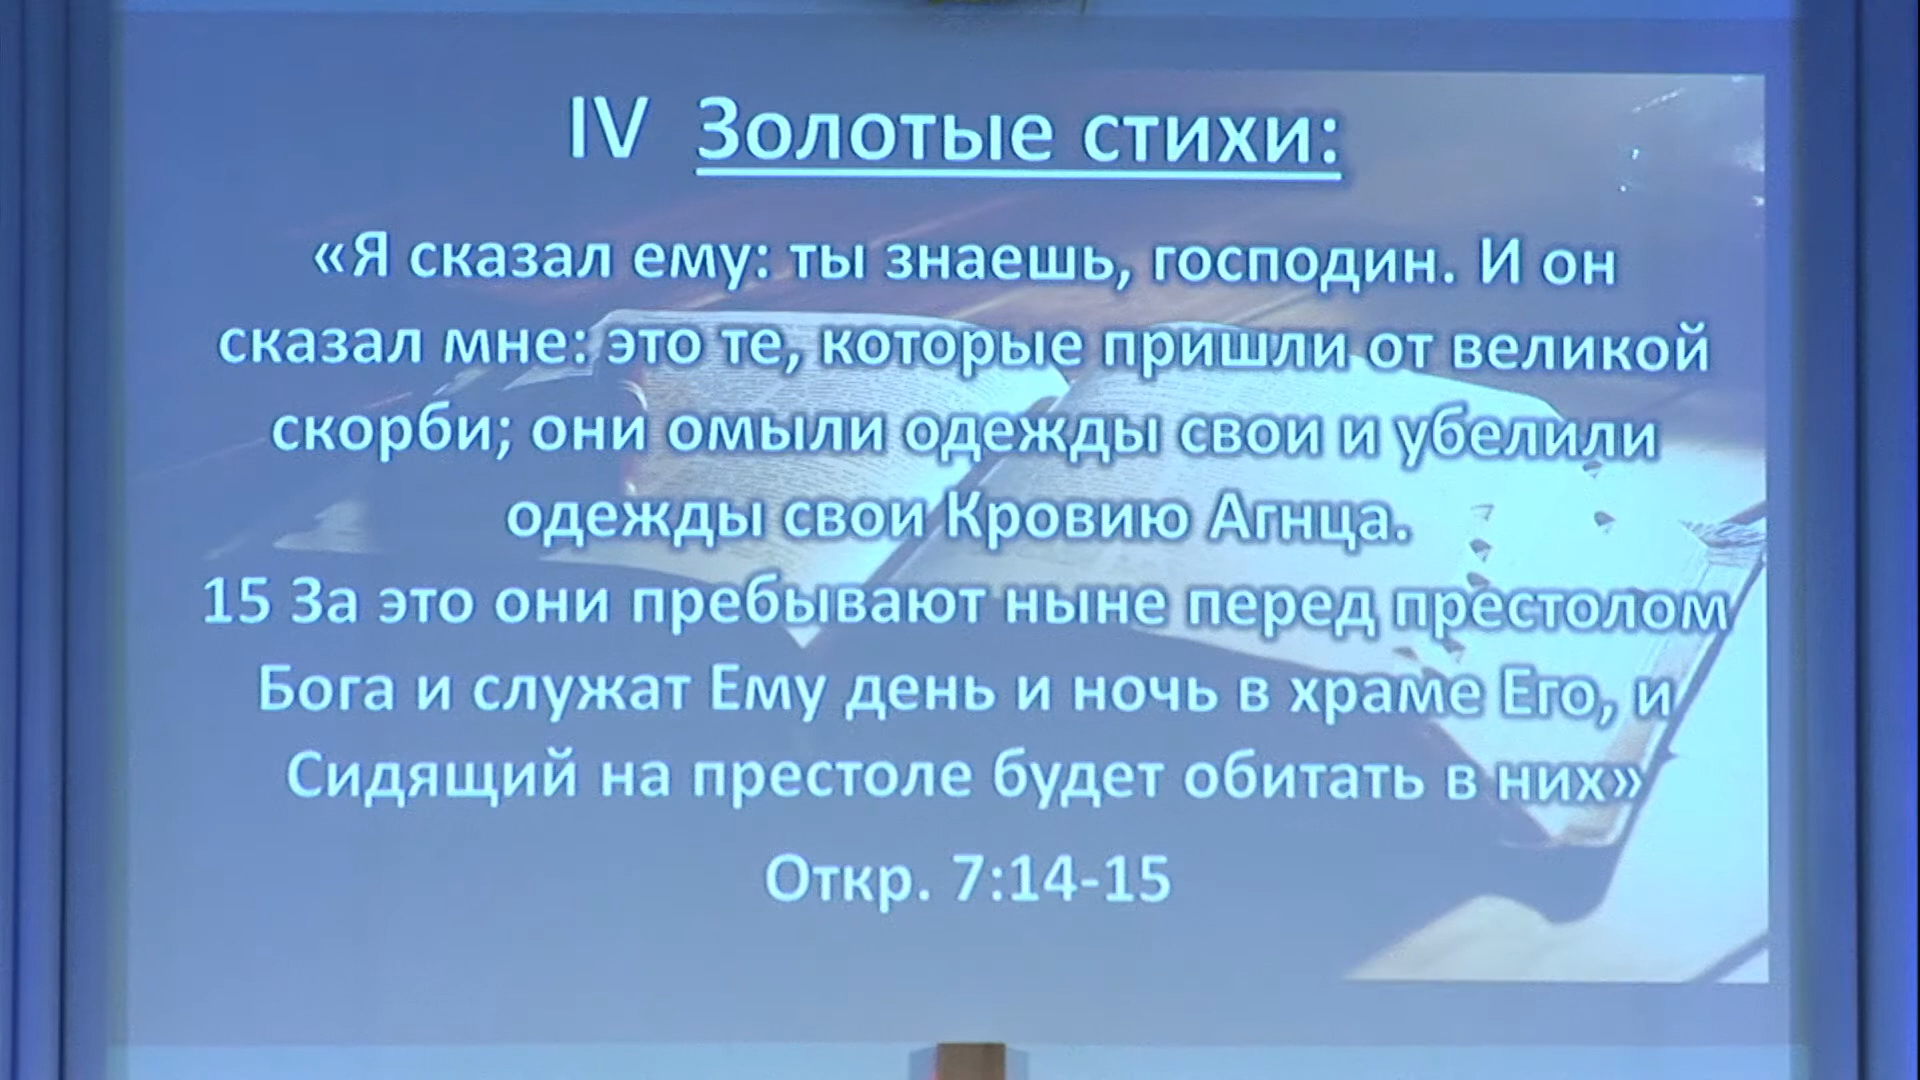 IV Золотые стихи:
«Я сказал ему: ты знаешь, господин. И он
сказал мне: это те, которые пришли от великой
скорби; они омыли одежды свои и убелили
одежды свои Кровию Агнца.
15 За это они пребывают ныне перед престолом
Бога и служат Ему день и ночь в храме Его, и
Сидящий на престоле будет обитать в них»
Откр. 7:14-15